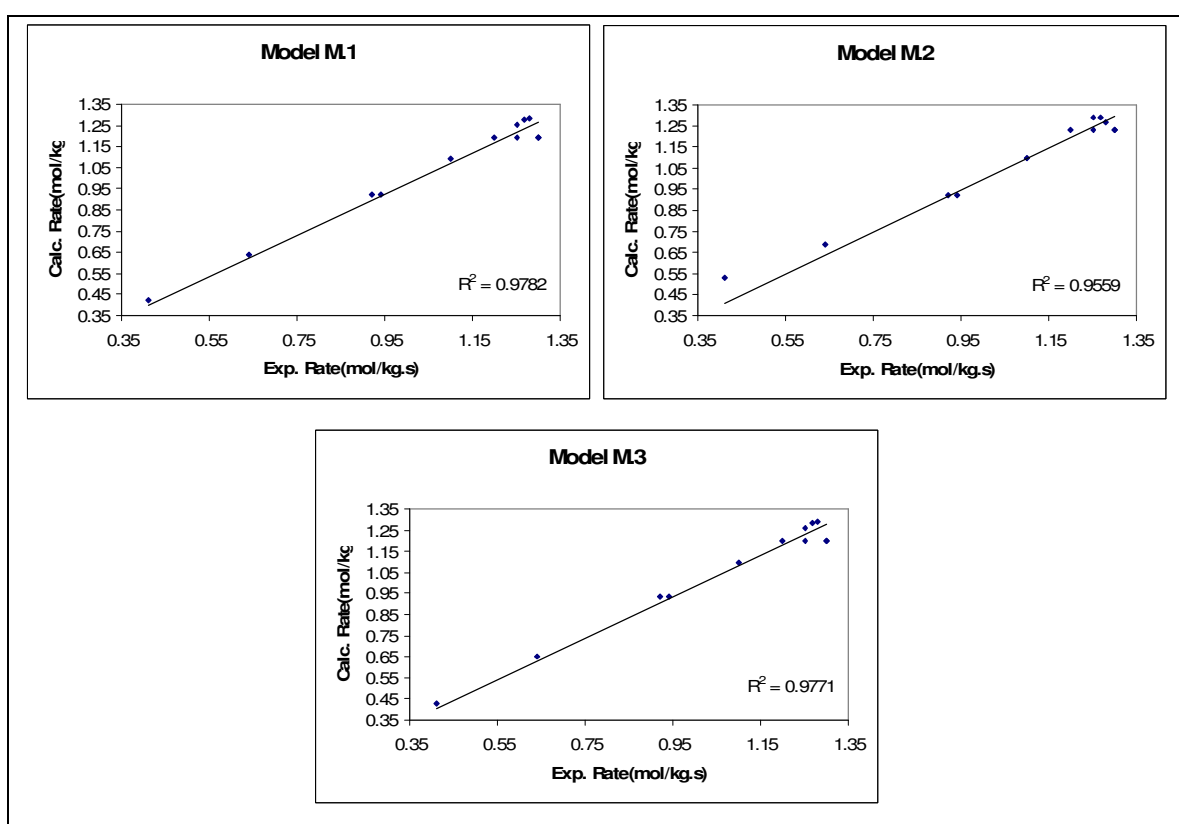 Model M.1
Calc. Rate(mol/kg
1.35
1.25
1.15
1.05
0.95
0.85
0.75
0.65
0.55
0.45
0.35
R² = 0.9782
0.35 0.55 0.75 0.95 1.15 1.35
Exp. Rate(mol/kg.s)
Model M.2
Calc. Rate(mol/kg
1.35
1.25
1.15
1.05
0.95
0.85
0.75
0.65
0.55
0.45
0.35
R² = 0.9559
0.35 0.55 0.75 0.95 1.15 1.35
Exp. Rate(mol/kg.s)
Model M.3
Calc. Rate(mol/kg
1.35
1.25
1.15
1.05
0.95
0.85
0.75
0.65
0.55
0.45
0.35
R² = 0.9771
0.35 0.55 0.75 0.95 1.15 1.35
Exp. Rate(mol/kg.s)